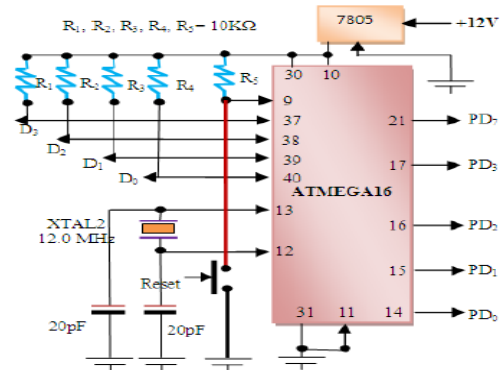 7805
R1, R2, R3, R4, R5= 10KΩ
+12V
R1 R2 R3 R4 R5
30 10
9
D3 37
D2 38
D1 39
D0 40
21 PD7
17 PD3
ATMEGA16
XTAL2
12.0 MHz
13
12
16 PD2
15 PD1
Reset
20pF 20pF
31 11 14 PD0